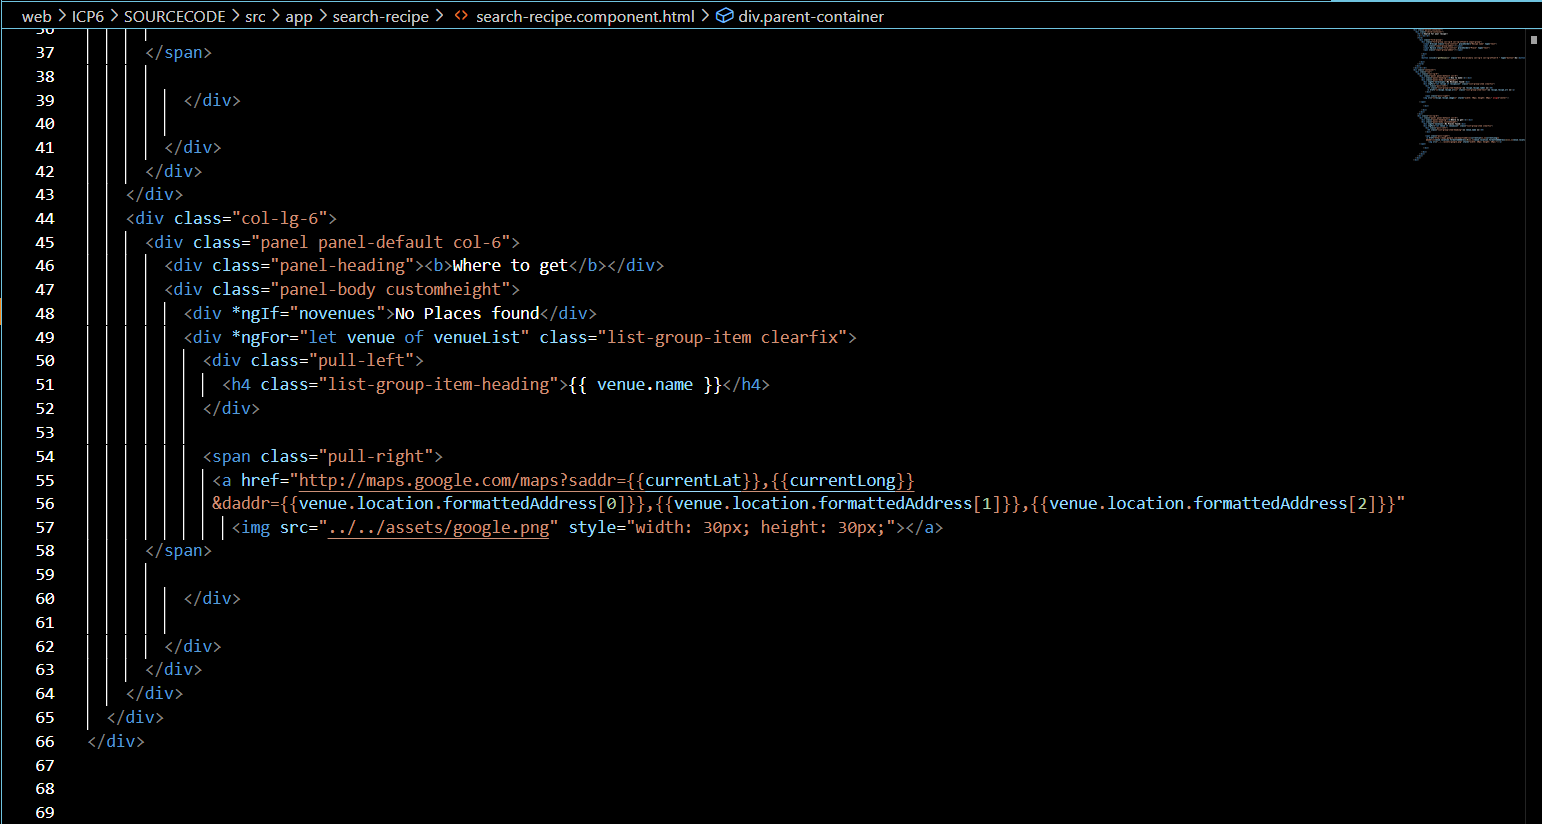 web > ICP6 > SOURCECODE > src > app > search-recipe > <> search-recipe.component.html > div.parent-container
36
37 </span>
38
39 </div>
40
41 </div>
42 </div>
43 </div>
44 <div class="col-lg-6">
45 <div class="panel panel-default col-6">
46 <div class="panel-heading"><b>Where to get</b></div>
47 <div class="panel-body customheight">
48 <div *ngIf="novenues">No Places found</div>
49 <div *ngFor="let venue of venueList" class="list-group-item clearfix">
50 <div class="pull-left">
51 <h4 class="list-group-item-heading">{{ venue.name }}</h4>
52 </div>
53
54 <span class="pull-right">
55 <a href="http://maps.google.com/maps?saddr={{currentLat}},{{currentLong}}
56 &daddr={{venue.location.formattedAddress[0]}},{{venue.location.formattedAddress[1]}},{{venue.location.formattedAddress[2]}}"
57 <img src="../../assets/google.png" style="width: 30px; height: 30px;"></a>
58 </span>
59
60 </div>
61
62 </div>
63 </div>
64 </div>
65 </div>
66 </div>
67
68
69